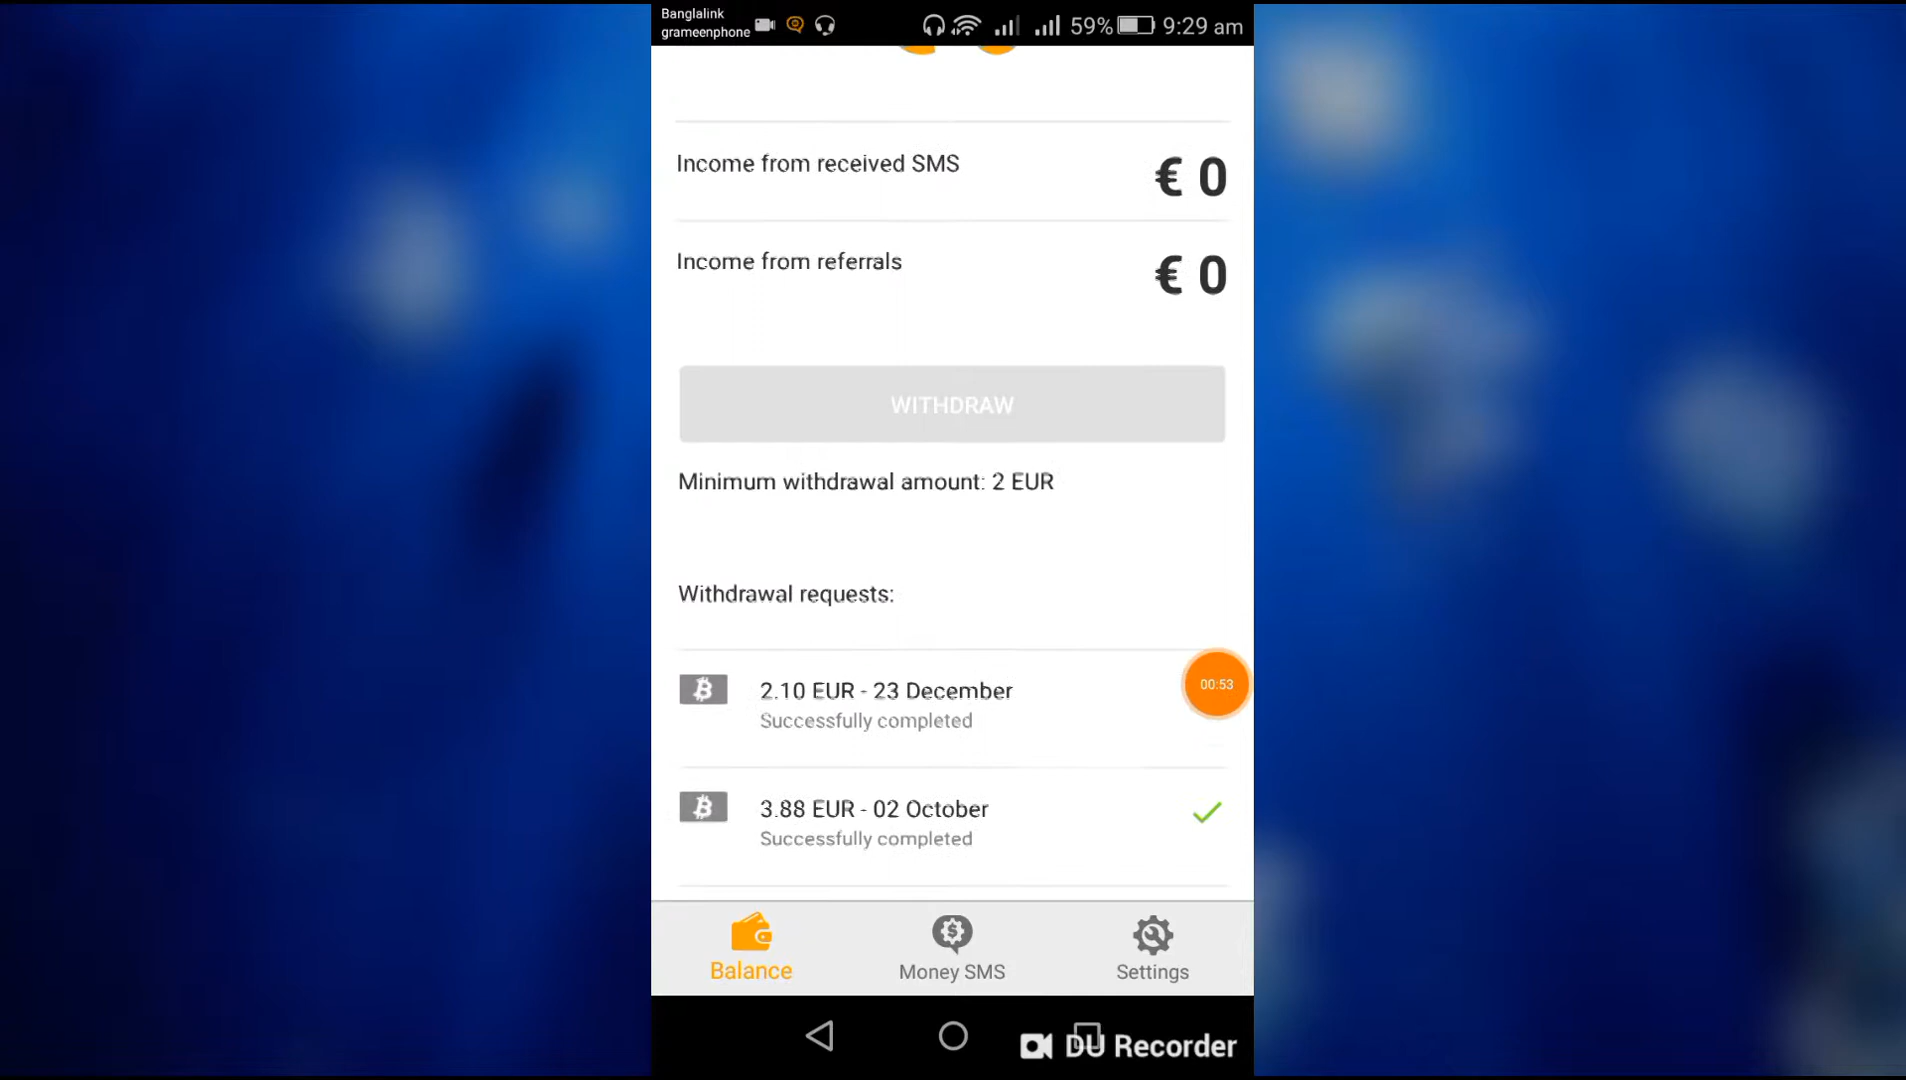 Banglalink
grameenphone
59% 9:29 am
Income from received SMS € 0
Income from referrals € 0
WITHDRAW
Minimum withdrawal amount: 2 EUR
Withdrawal requests:
2.10 EUR - 23 December
Successfully completed
00:53
3.88 EUR - 02 October
Successfully completed
Balance Money SMS Settings
DU Recorder